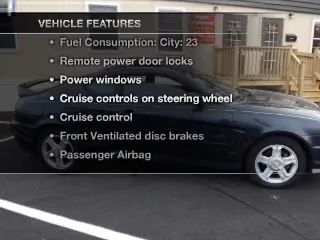 VEHICLE FEATURES
• Fuel Consumption: City: 23
• Remote power door locks
• Power windows
• Cruise controls on steering wheel
• Cruise control
• Front Ventilated disc brakes
• Passenger Airbag